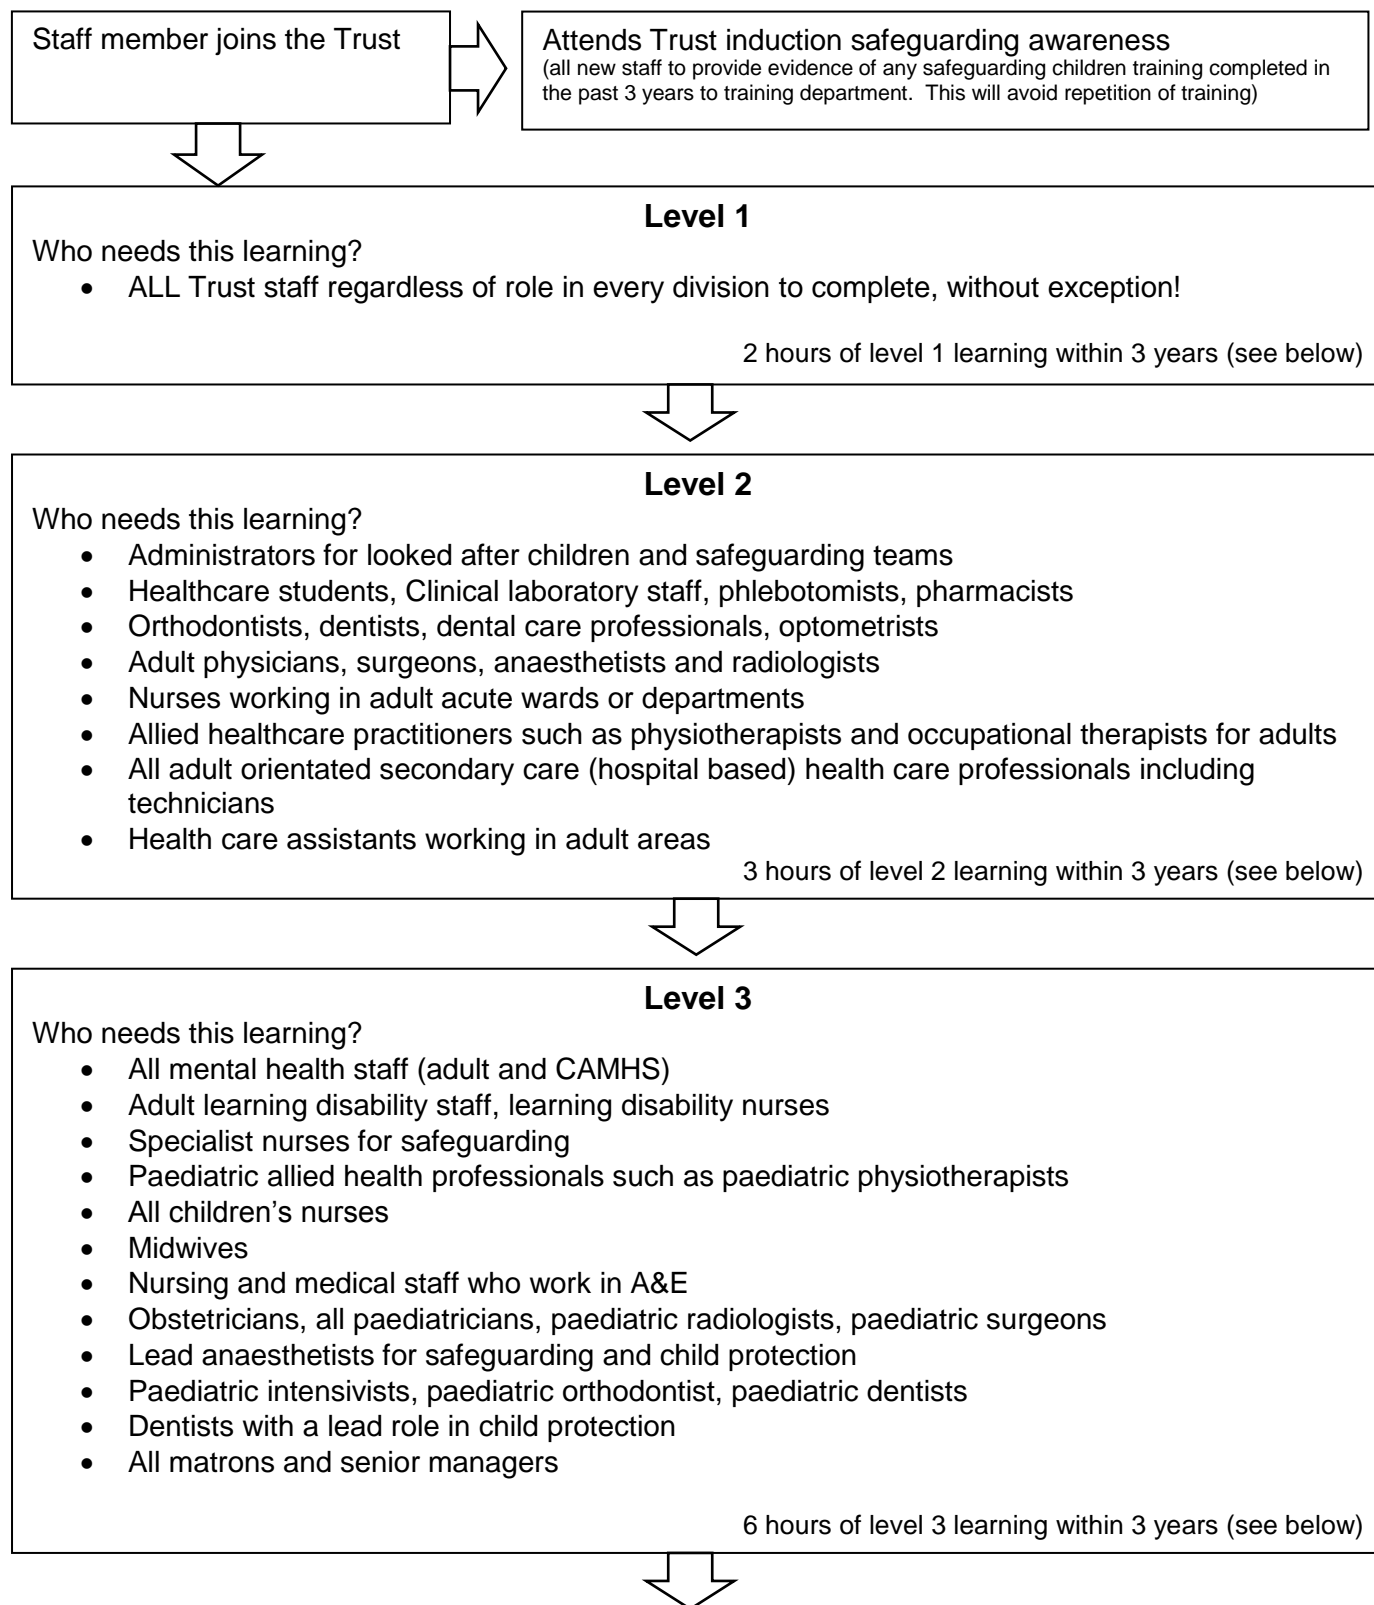 Staff member joins the Trust
Attends Trust induction safeguarding awareness
(all new staff to provide evidence of any safeguarding children training completed in
the past 3 years to training department.  This will avoid repetition of training)
Level 1
Who needs this learning?
• ALL Trust staff regardless of role in every division to complete, without exception!
2 hours of level 1 learning within 3 years (see below)
Level 2
Who needs this learning?
• Administrators for looked after children and safeguarding teams
• Healthcare students, Clinical laboratory staff, phlebotomists, pharmacists
• Orthodontists, dentists, dental care professionals, optometrists
• Adult physicians, surgeons, anaesthetists and radiologists
• Nurses working in adult acute wards or departments
• Allied healthcare practitioners such as physiotherapists and occupational therapists for adults
• All adult orientated secondary care (hospital based) health care professionals including
technicians
• Health care assistants working in adult areas
3 hours of level 2 learning within 3 years (see below)
Level 3
Who needs this learning?
• All mental health staff (adult and CAMHS)
• Adult learning disability staff, learning disability nurses
• Specialist nurses for safeguarding
• Paediatric allied health professionals such as paediatric physiotherapists
• All children's nurses
• Midwives
• Nursing and medical staff who work in A&E
• Obstetricians, all paediatricians, paediatric radiologists, paediatric surgeons
• Lead anaesthetists for safeguarding and child protection
• Paediatric intensivists, paediatric orthodontist, paediatric dentists
• Dentists with a lead role in child protection
• All matrons and senior managers
6 hours of level 3 learning within 3 years (see below)